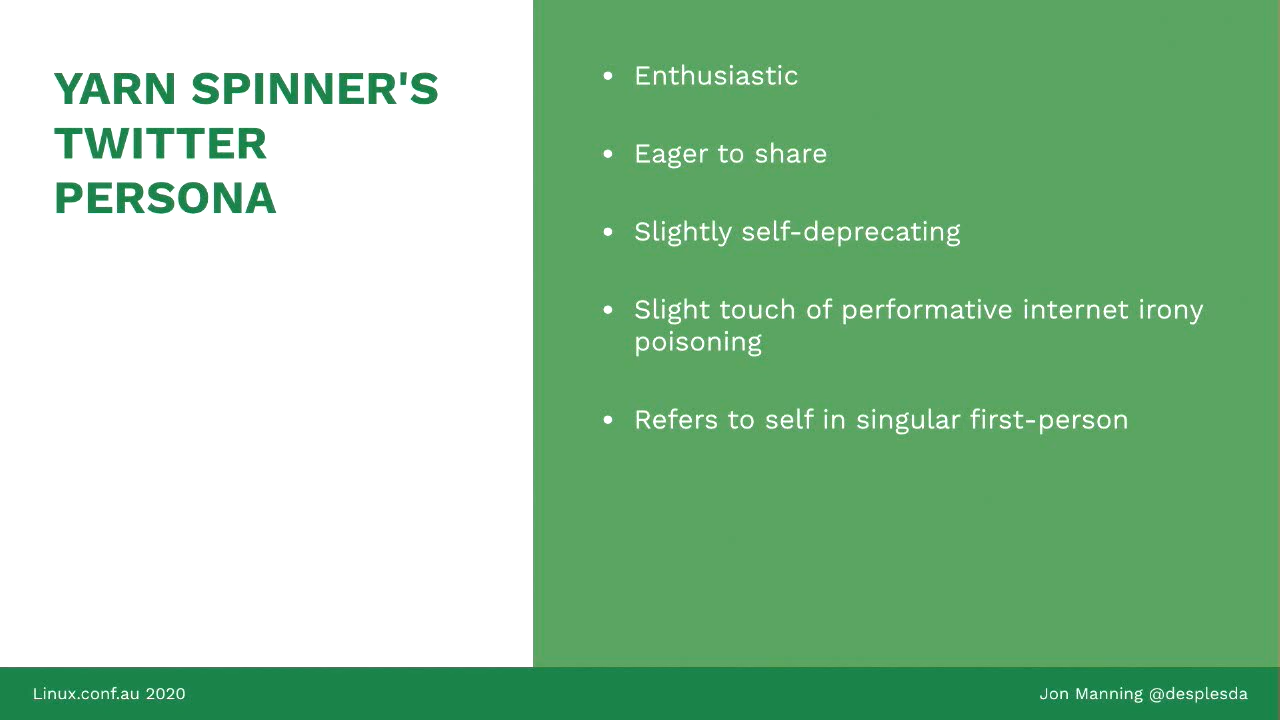 YARN SPINNER'S
TWITTER
PERSONA
• Enthusiastic
• Eager to share
• Slightly self-deprecating
• Slight touch of performative internet irony
poisoning
• Refers to self in singular first-person
Linux.conf.au 2020
Jon Manning @desplesda